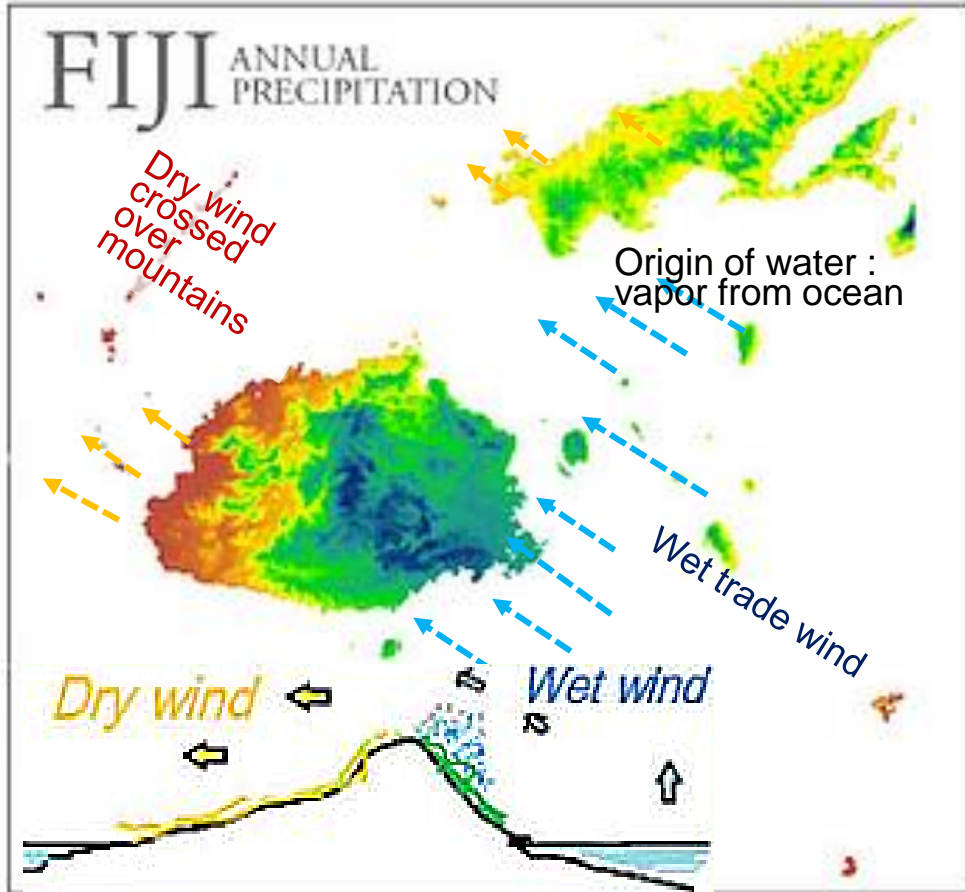 FIJI ANNUAL
PRECIPITATION
Dry wind
crossed
over
mountains
Origin of water :
vapor from ocean
Wet trade wind
Dry wind
Wet wind